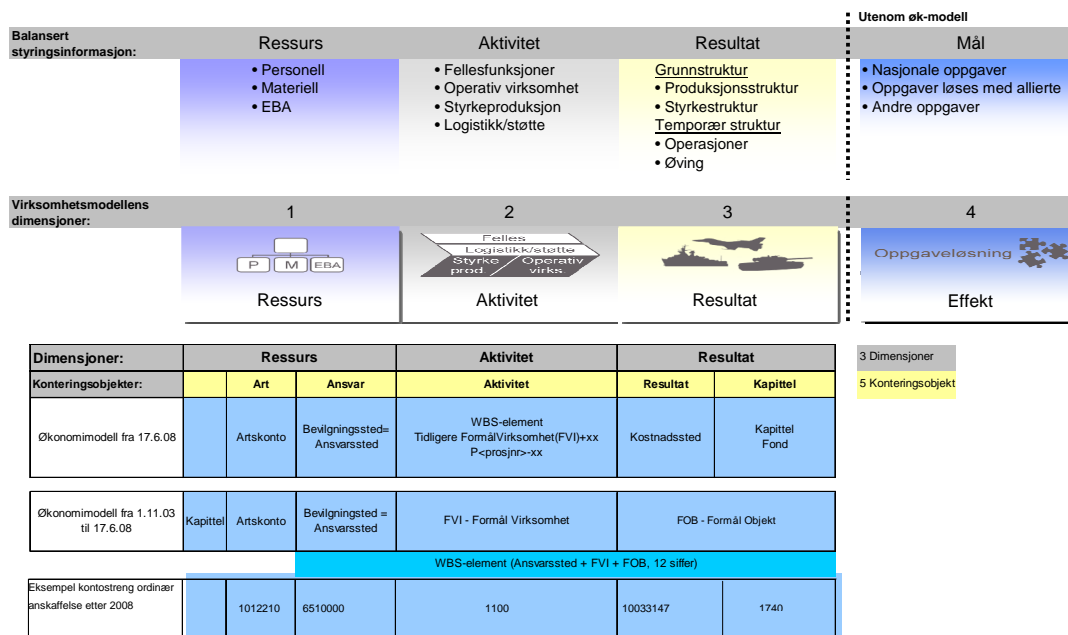 Utenom øk-modell
Balansert
styringsinformasjon:
Ressurs
Aktivitet
Resultat
Mål
• Personell
• Materiell
• EBA
• Fellesfunksjoner
• Operativ virksomhet
• Styrkeproduksjon
• Logistikk/støtte
Grunnstruktur
• Produksjonsstruktur
• Styrkestruktur
Temporær struktur
• Operasjoner
• Øving
• Nasjonale oppgaver
• Oppgaver løses med allierte
• Andre oppgaver
Virksomhetsmodellens
dimensjoner:
1
2
3
4
P M EBA
Felles
Logistikk/støtte
Styrke
prod.
Operativ
virks.
Oppgaveløsning
Ressurs
Aktivitet
Resultat
Effekt
Dimensjoner: Ressurs Aktivitet Resultat
3 Dimensjoner
Konteringsobjekter: Art Ansvar Aktivitet Resultat Kapittel
5 Konteringsobjekt
Økonomimodell fra 17.6.08
Artskonto
Bevilgningssted=
Ansvarssted
WBS-element
Tidligere FormålVirksomhet(FVI)+xx
P<prosjnr>-xx
Kostnadssted
Kapittel
Fond
Økonomimodell fra 1.11.03
til 17.6.08
Kapittel
Artskonto
Bevilgningsted =
Ansvarssted
FVI - Formål Virksomhet
FOB - Formål Objekt
WBS-element (Ansvarssted + FVI + FOB, 12 siffer)
Eksempel kontostreng ordinær
anskaffelse etter 2008
1012210
6510000
1100
10033147
1740